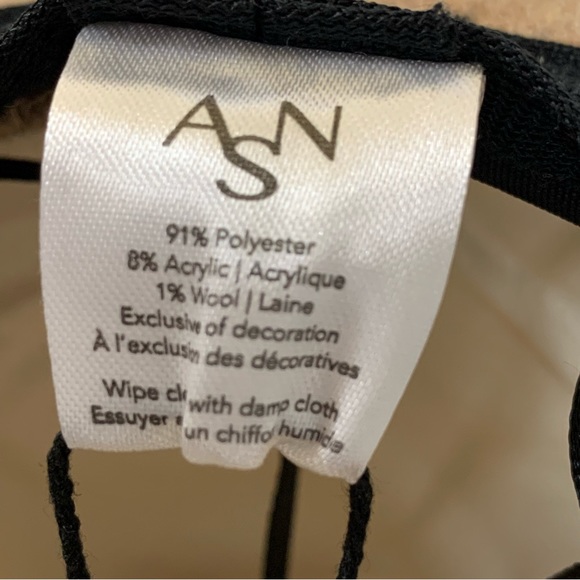 ASN
91% Polyester
8% Acrylic | Acrylique
1% Wool | Laine
Exclusive of decoration
À l'exclusion des décoratives
Wipe with damp cloth
Essuyer un chiffo humide